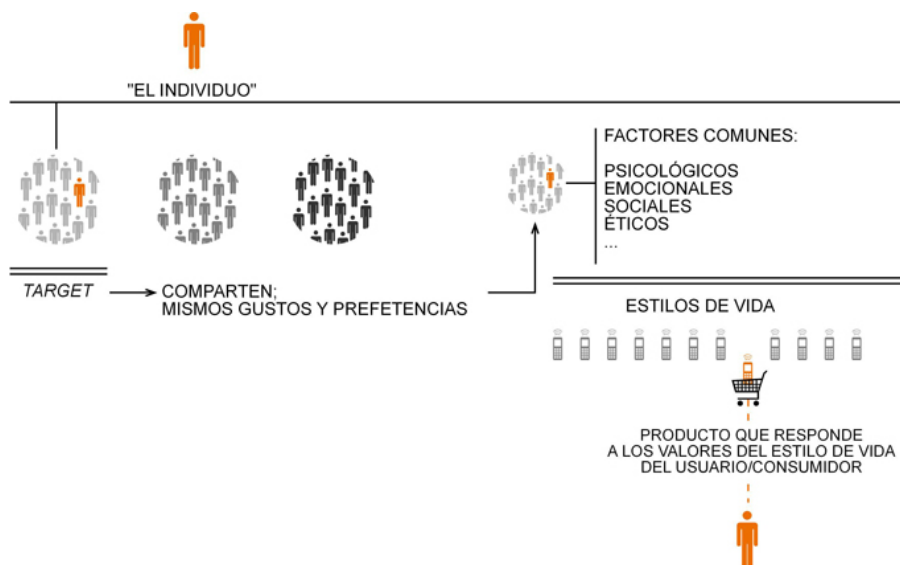 "EL INDIVIDUO"
FACTORES COMUNES:
PSICOLÓGICOS
EMOCIONALES
SOCIALES
ÉTICOS
...
TARGET
COMPARTEN;
MISMOS GUSTOS Y PREFETENCIAS
ESTILOS DE VIDA
PRODUCTO QUE RESPONDE
A LOS VALORES DEL ESTILO DE VIDA
DEL USUARIO/CONSUMIDOR